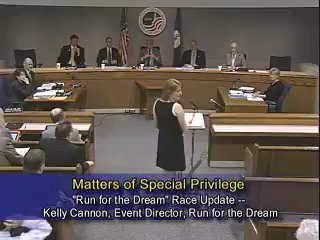 Matters of Special Privilege
"Run for the Dream" Race Update --
Kelly Cannon, Event Director, Run for the Dream